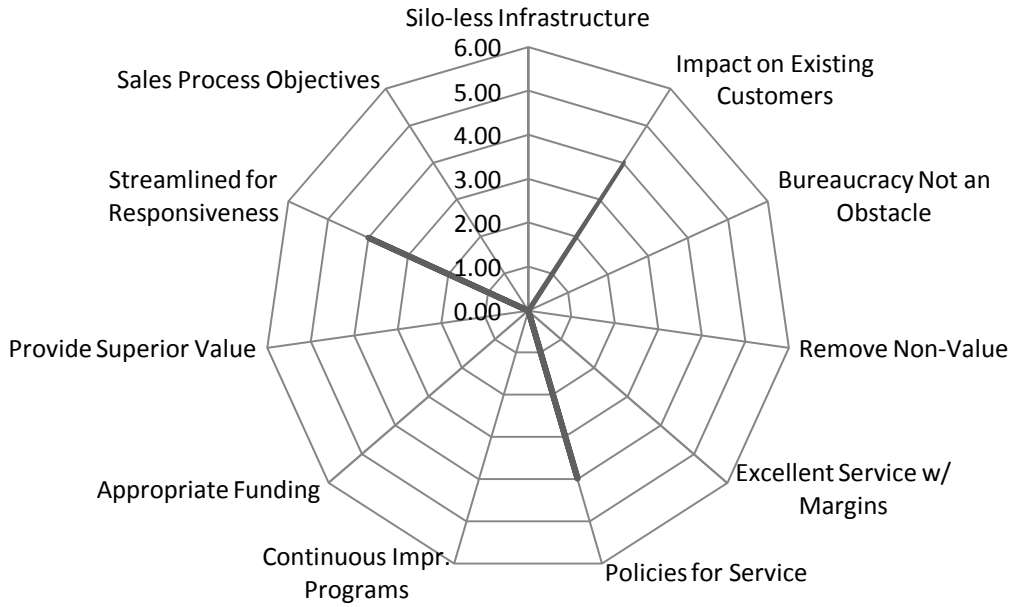 Silo-less Infrastructure
6.00
5.00
4.00
3.00
2.00
1.00
0.00
Impact on Existing
Customers
Bureaucracy Not an
Obstacle
Remove Non-Value
Excellent Service w/
Margins
Policies for Service
Continuous Impr.
Programs
Appropriate Funding
Provide Superior Value
Streamlined for
Responsiveness
Sales Process Objectives